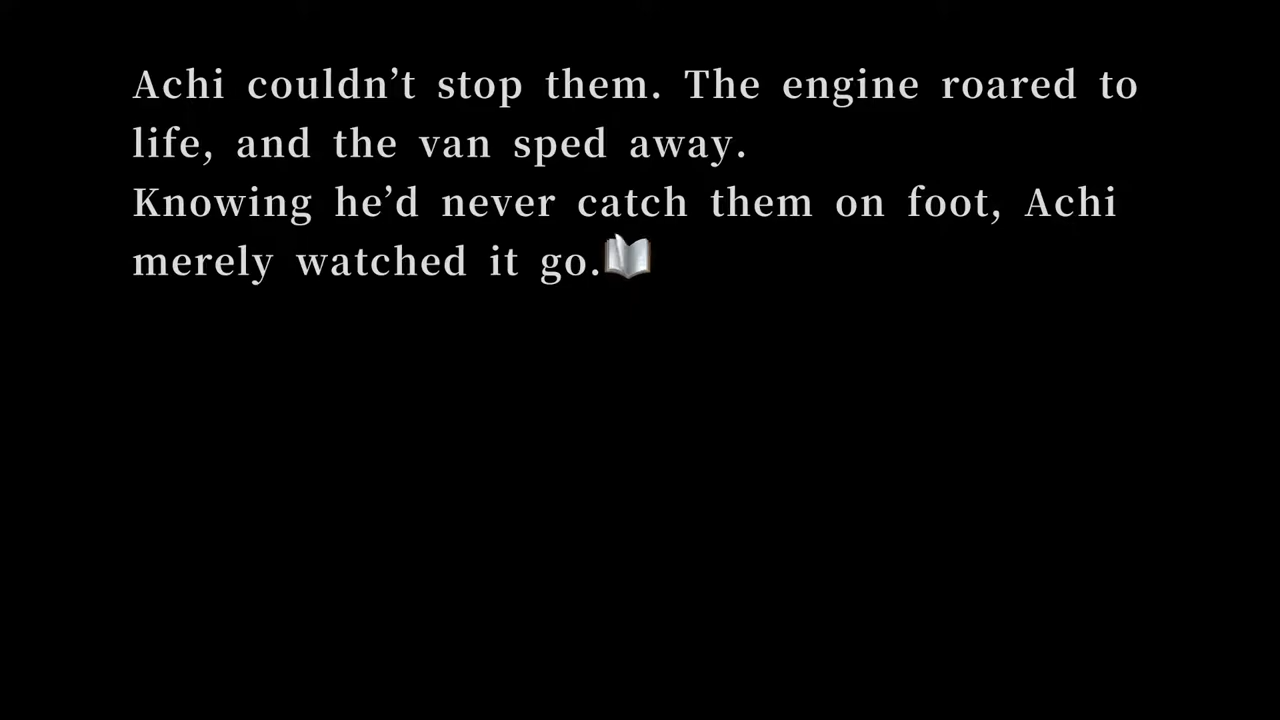 Achi couldn’t stop them. The engine roared to
life, and the van sped away.
Knowing he’d never catch them on foot, Achi
merely watched it go.